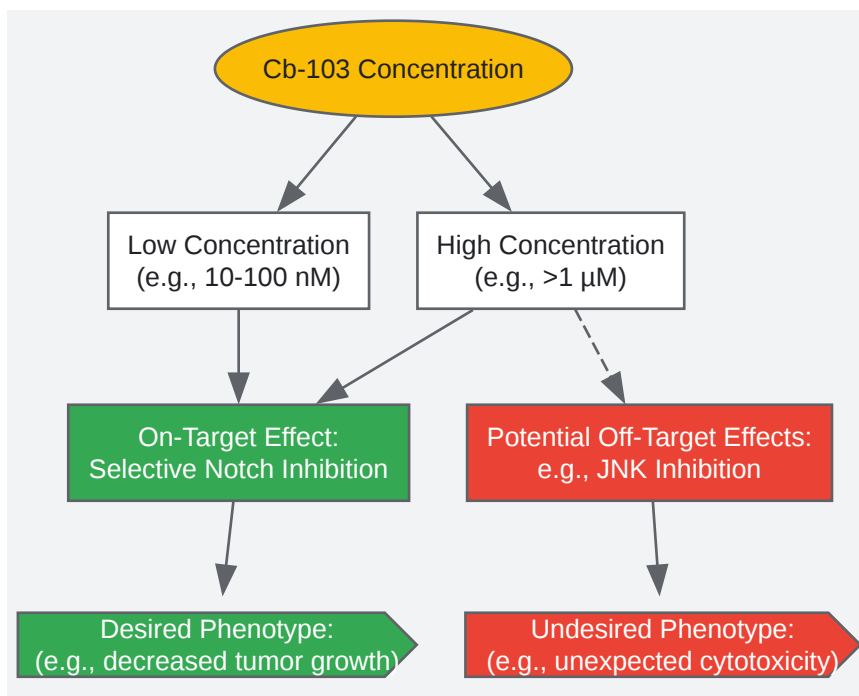 Cb-103 Concentration
Low Concentration
(e.g., 10-100 nM)
High Concentration
(e.g., >1 µM)
On-Target Effect:
Selective Notch Inhibition
Potential Off-Target Effects:
e.g., JNK Inhibition
Desired Phenotype:
(e.g., decreased tumor growth)
Undesired Phenotype:
(e.g., unexpected cytotoxicity)